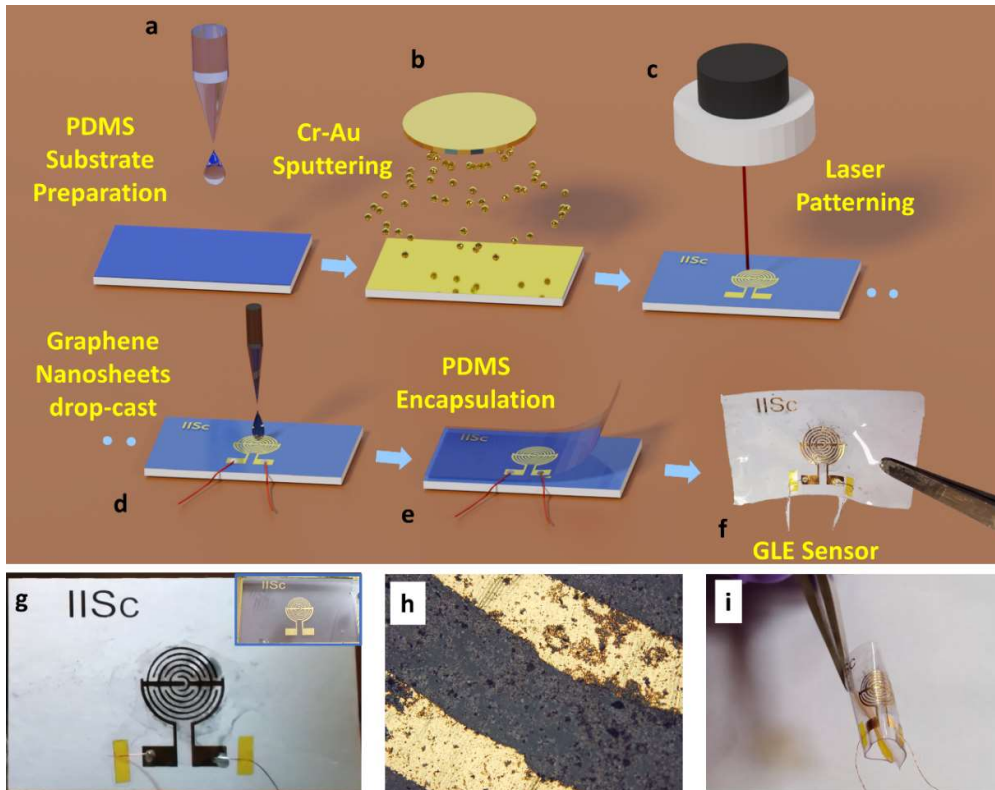 a
PDMS
Substrate
Preparation
b
Cr-Au
Sputtering
c
Laser
Patterning
IISc
Graphene
Nanosheets
drop-cast
IISc
d
PDMS
Encapsulation
IISc
e
IISc
f
GLE Sensor
g
IISc
IISc
h
i